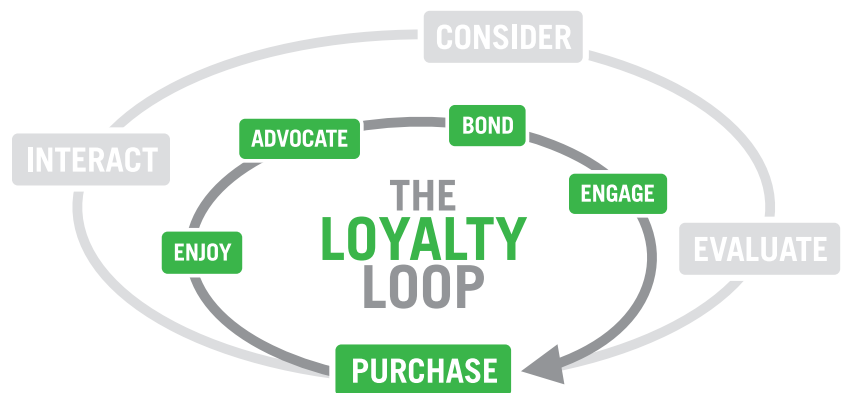 CONSIDER
ADVOCATE
BOND
INTERACT
THE
LOYALTY
LOOP
ENGAGE
ENJOY
EVALUATE
PURCHASE